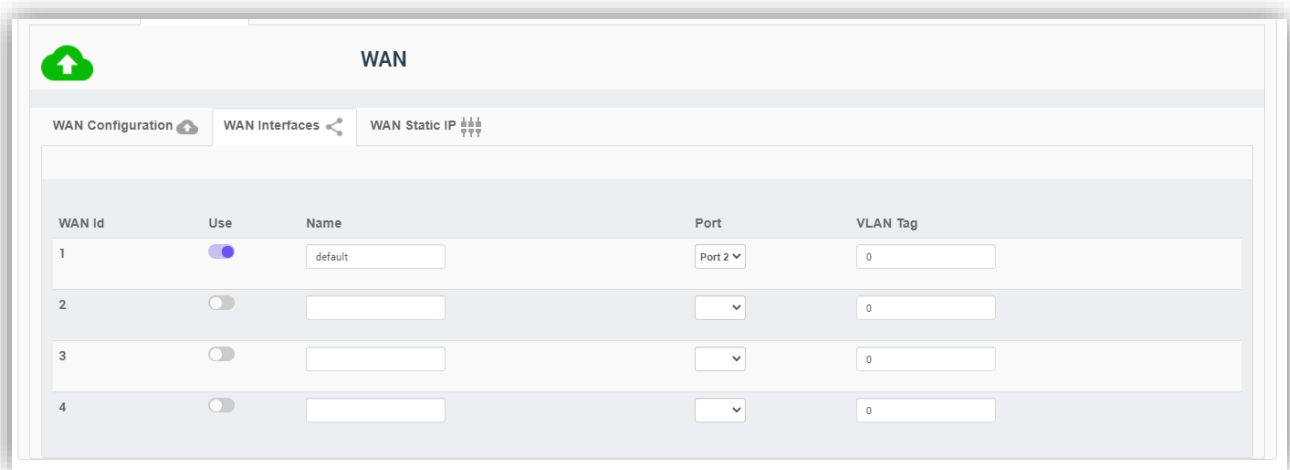 WAN
WAN Configuration WAN Interfaces WAN Static IP
WAN Id Use Name Port VLAN Tag
1 default Port 2 0
2 0
3 0
4 0